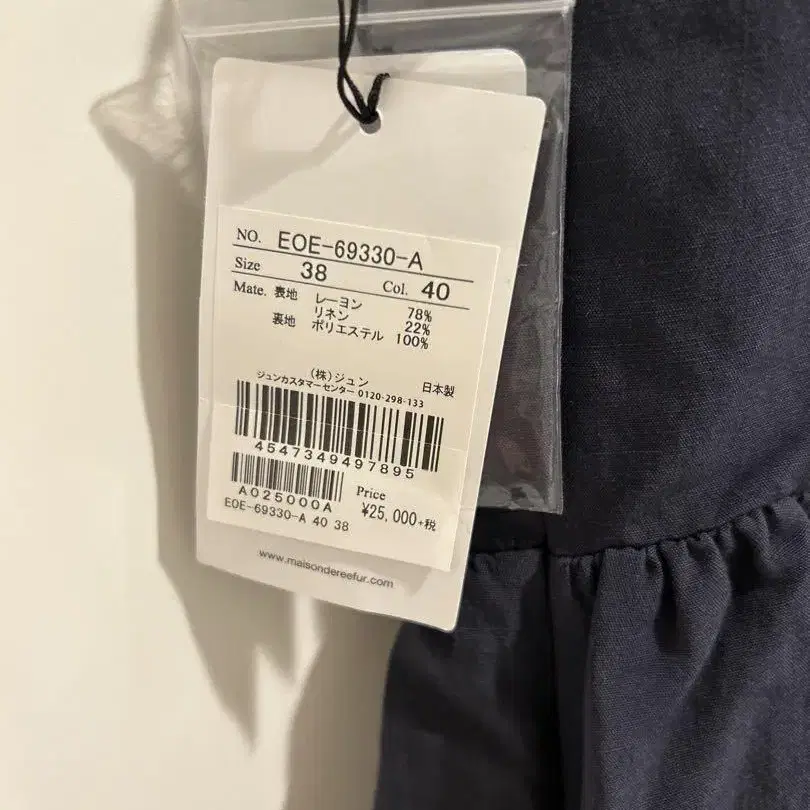 NO. EOE-69330-A
Size 38 Col. 40
Mate. 表地 レーヨン 78%
リネン 22%
裏地 ポリエステル 100%
(株)ジュン 日本製
ジュンカスタマーセンター 0120-298-133
4547349497895
A025000A
Price
¥25,000+税
EOE-69330-A 40 38
www.maisondereefur.com